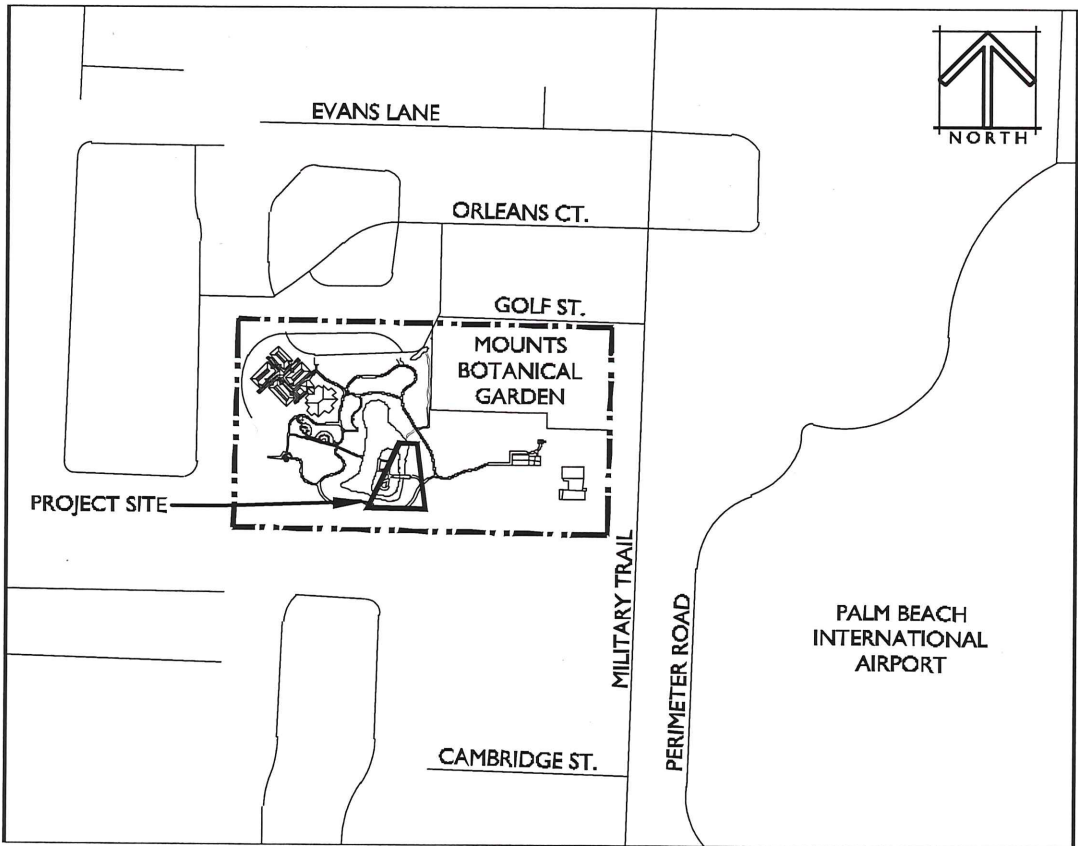 EVANS LANE
NORTH
ORLEANS CT.
GOLF ST.
MOUNTS
BOTANICAL
GARDEN
PROJECT SITE
MILITARY TRAIL
PERIMETER ROAD
PALM BEACH
INTERNATIONAL
AIRPORT
CAMBRIDGE ST.